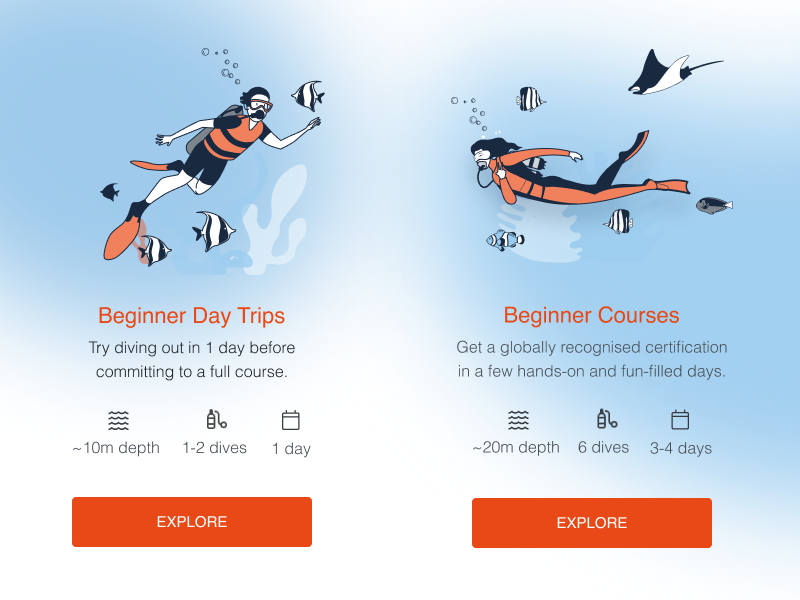 Beginner Day Trips
Try diving out in 1 day before
committing to a full course.
~10m depth
1-2 dives
1 day
EXPLORE
Beginner Courses
Get a globally recognised certification
in a few hands-on and fun-filled days.
~20m depth
6 dives
3-4 days
EXPLORE